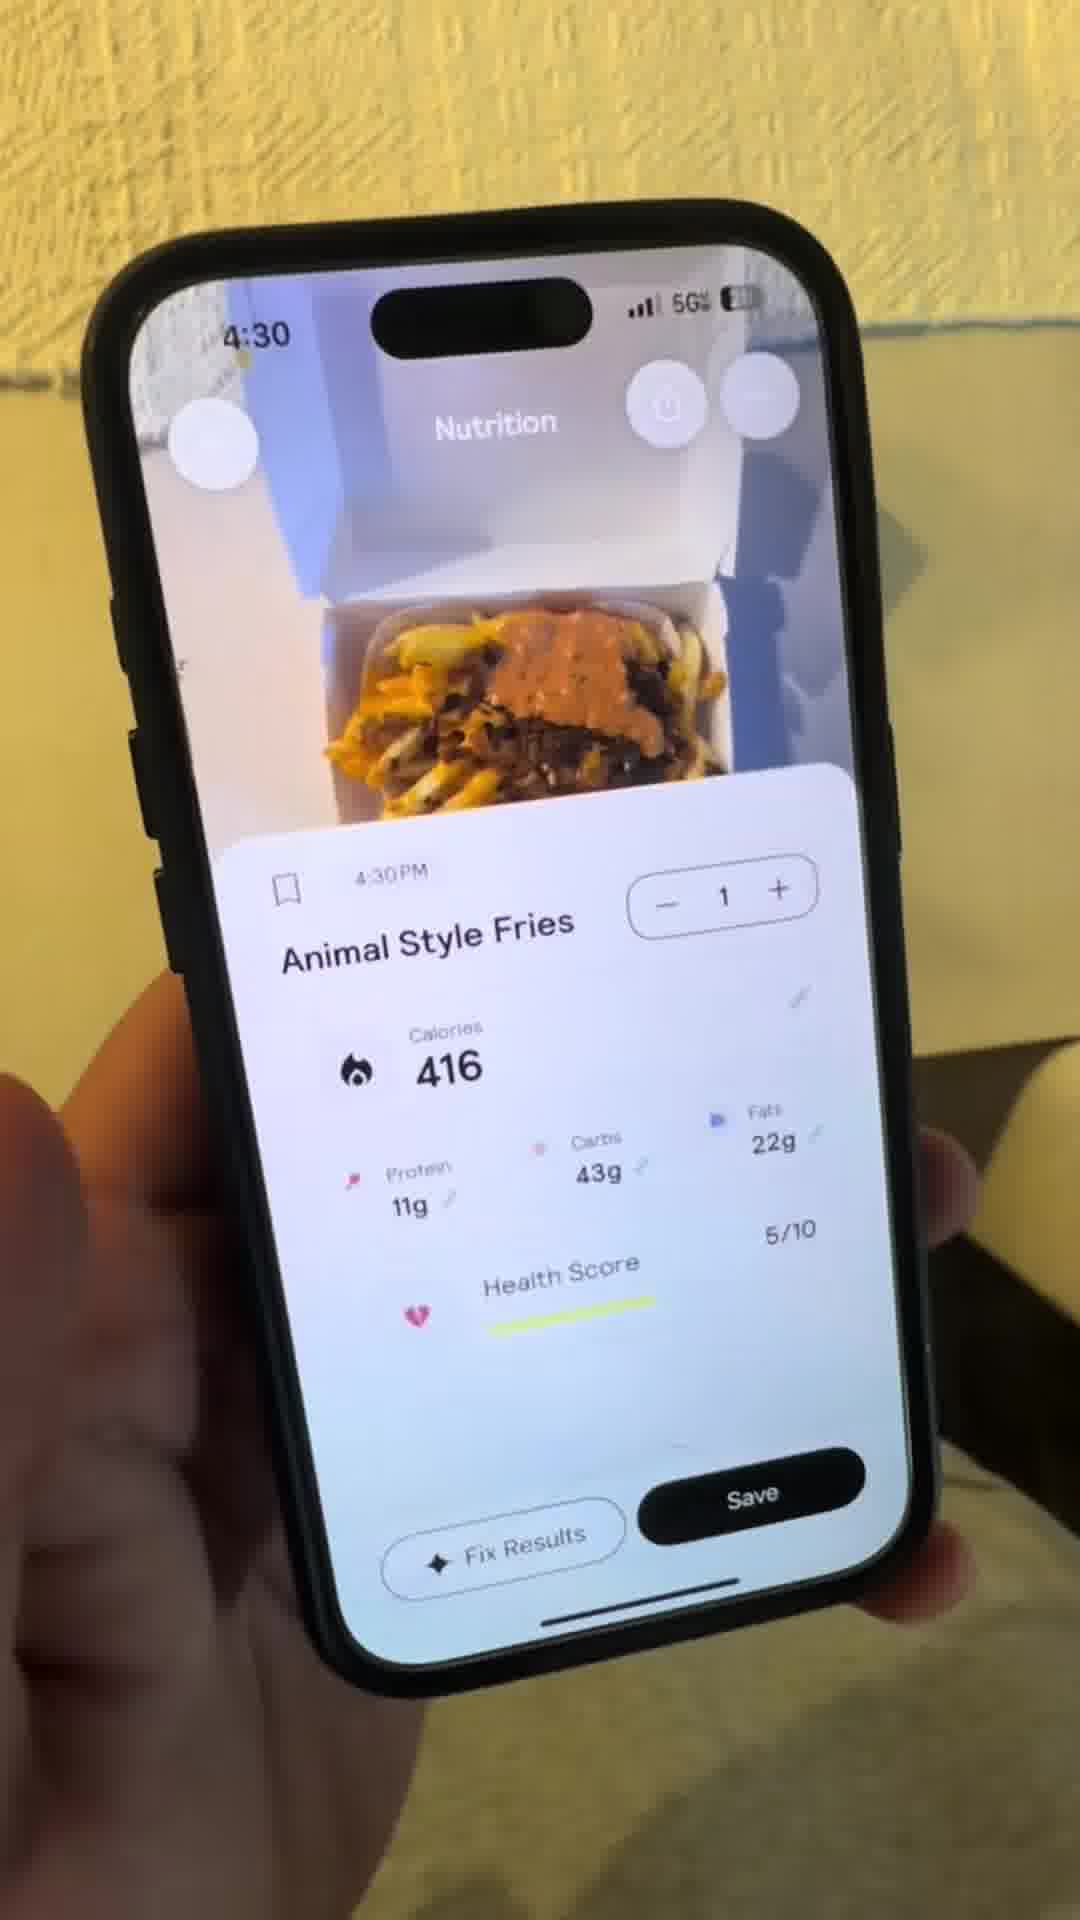 4:30
5G
Nutrition
4:30 PM
Animal Style Fries
1
Calories
416
Protein
11g
Carbs
43g
Fats
22g
Health Score
5/10
Fix Results
Save